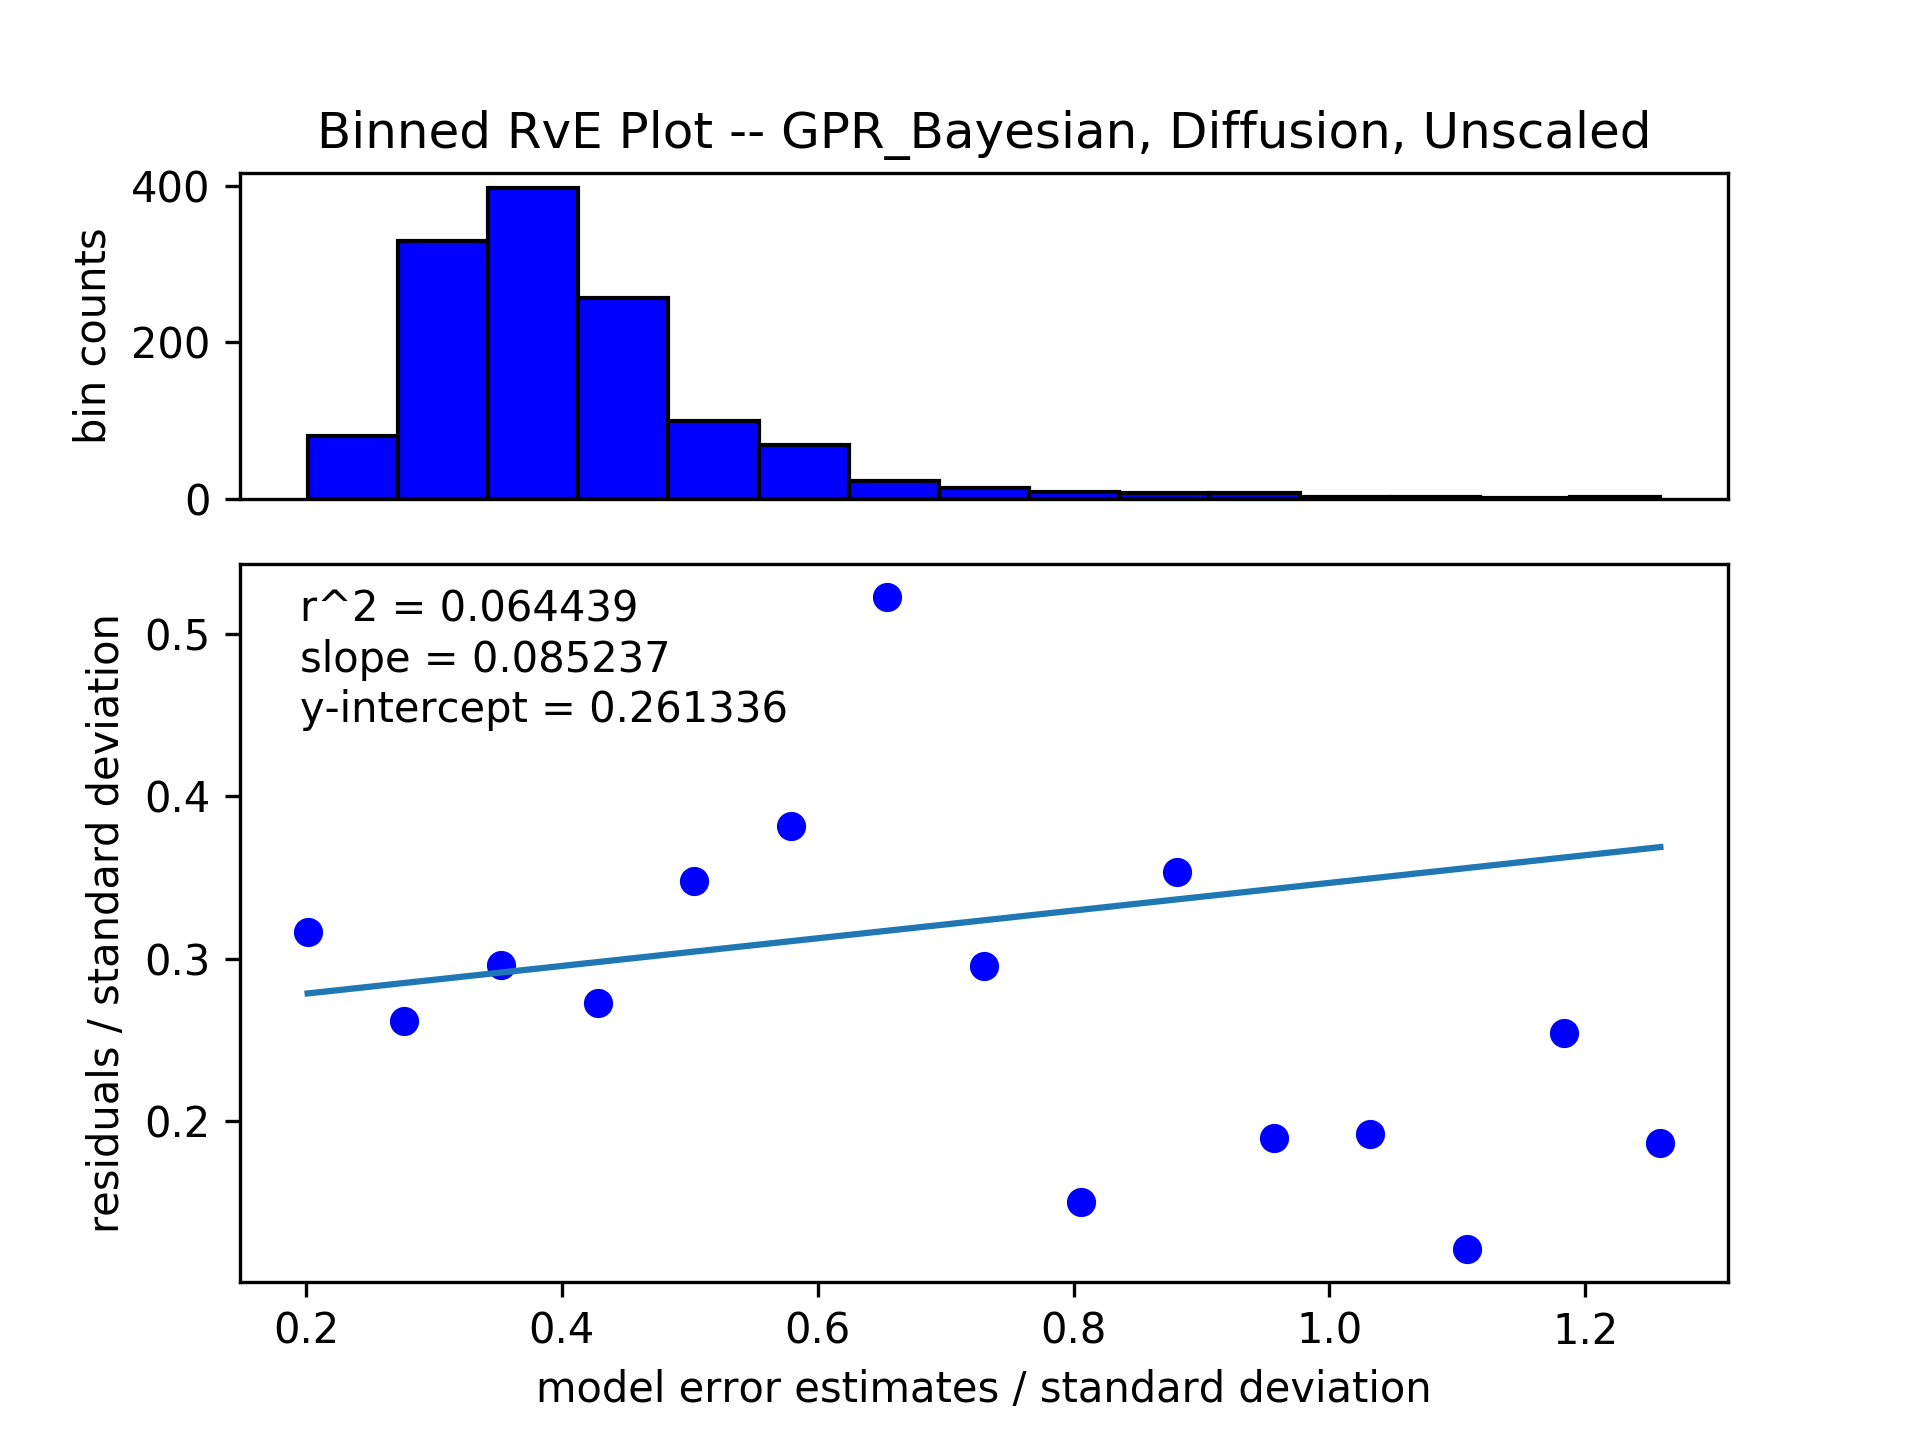 Binned RvE Plot -- GPR_Bayesian, Diffusion, Unscaled
400
200
0
bin counts
r^2 = 0.064439
slope = 0.085237
y-intercept = 0.261336
0.5
0.4
0.3
0.2
residuals / standard deviation
0.2 0.4 0.6 0.8 1.0 1.2
model error estimates / standard deviation